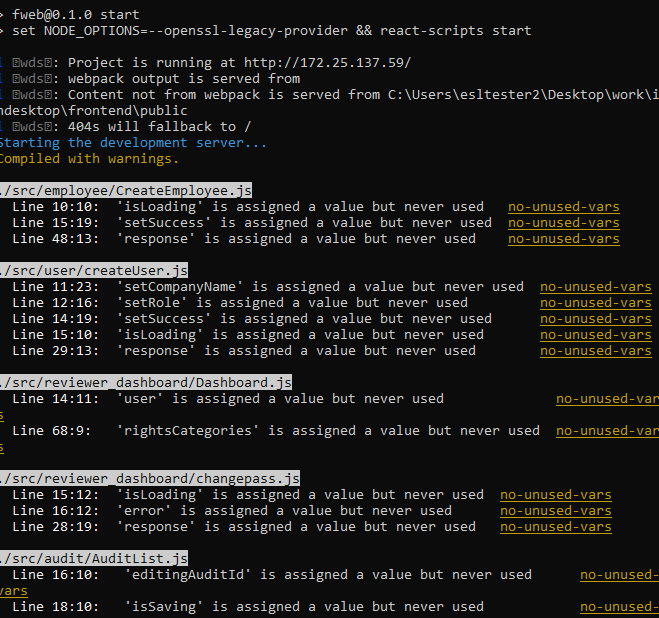 > fweb@0.1.0 start
> set NODE_OPTIONS=--openssl-legacy-provider && react-scripts start
i ｢wds｣: Project is running at http://172.25.137.59/
i ｢wds｣: webpack output is served from
i ｢wds｣: Content not from webpack is served from C:\Users\esltester2\Desktop\work\i
ndesktop\frontend\public
i ｢wds｣: 404s will fallback to /
Starting the development server...
Compiled with warnings.
./src/employee/CreateEmployee.js
Line 10:10: 'isLoading' is assigned a value but never used no-unused-vars
Line 15:19: 'setSuccess' is assigned a value but never used no-unused-vars
Line 48:13: 'response' is assigned a value but never used no-unused-vars
./src/user/createUser.js
Line 11:23: 'setCompanyName' is assigned a value but never used no-unused-vars
Line 12:16: 'setRole' is assigned a value but never used no-unused-vars
Line 14:19: 'setSuccess' is assigned a value but never used no-unused-vars
Line 15:10: 'isLoading' is assigned a value but never used no-unused-vars
Line 29:13: 'response' is assigned a value but never used no-unused-vars
./src/reviewer_dashboard/Dashboard.js
Line 14:11: 'user' is assigned a value but never used no-unused-var
s
Line 68:9: 'rightsCategories' is assigned a value but never used no-unused-var
s
./src/reviewer_dashboard/changepass.js
Line 15:12: 'isLoading' is assigned a value but never used no-unused-vars
Line 16:12: 'error' is assigned a value but never used no-unused-vars
Line 28:19: 'response' is assigned a value but never used no-unused-vars
./src/audit/AuditList.js
Line 16:10: 'editingAuditId' is assigned a value but never used no-unused-
vars
Line 18:10: 'isSaving' is assigned a value but never used no-unused-